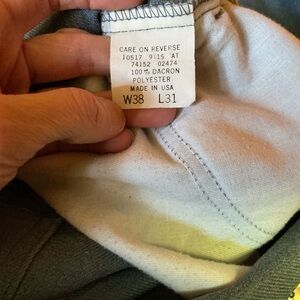 CARE ON REVERSE
10517 9115 AT
74152 02474
100% DACRON
POLYESTER
MADE IN USA
W38 L31